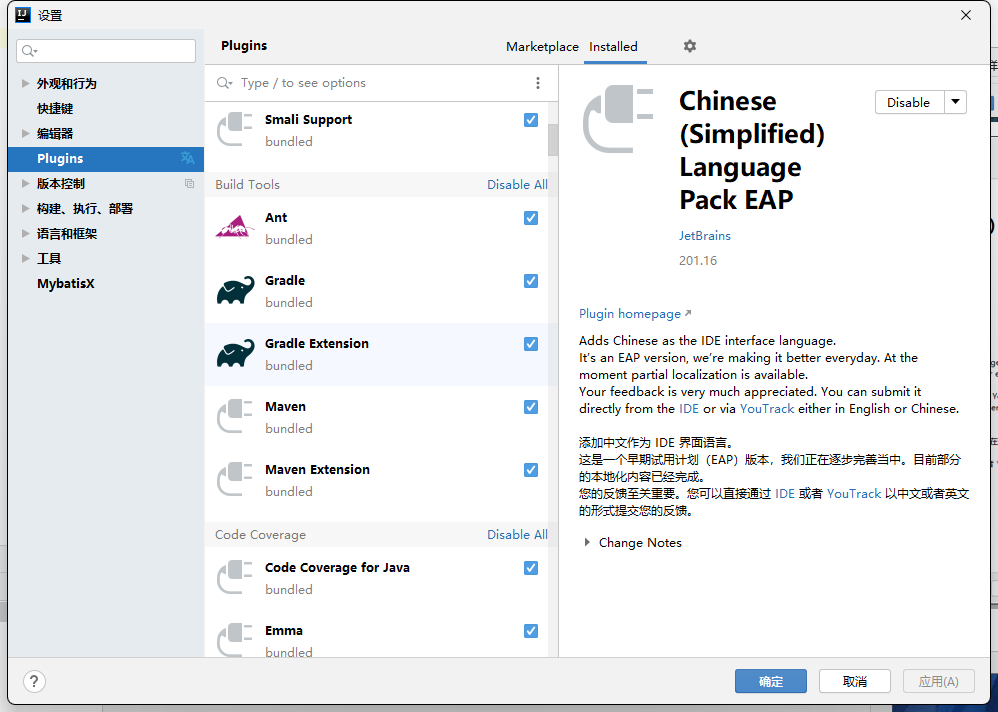 设置
Plugins
Marketplace
Installed
外观和行为
快捷键
编辑器
Plugins
版本控制
构建、执行、部署
语言和框架
工具
MybatisX
Type / to see options
Smali Support
bundled
Build Tools
Disable All
Ant
bundled
Gradle
bundled
Gradle Extension
bundled
Maven
bundled
Maven Extension
bundled
Code Coverage
Disable All
Code Coverage for Java
bundled
Emma
bundled
Chinese
(Simplified)
Language
Pack EAP
Disable
JetBrains
201.16
Plugin homepage
Adds Chinese as the IDE interface language.
It's an EAP version, we're making it better everyday. At the
moment partial localization is available.
Your feedback is very much appreciated. You can submit it
directly from the IDE or via YouTrack either in English or Chinese.
添加中文作为 IDE 界面语言。
这是一个早期试用计划（EAP）版本，我们正在逐步完善当中。目前部分
的本地化内容已经完成。
您的反馈至关重要。您可以直接通过 IDE 或者 YouTrack 以中文或者英文
的形式提交您的反馈。
Change Notes
?
确定
取消
应用(A)